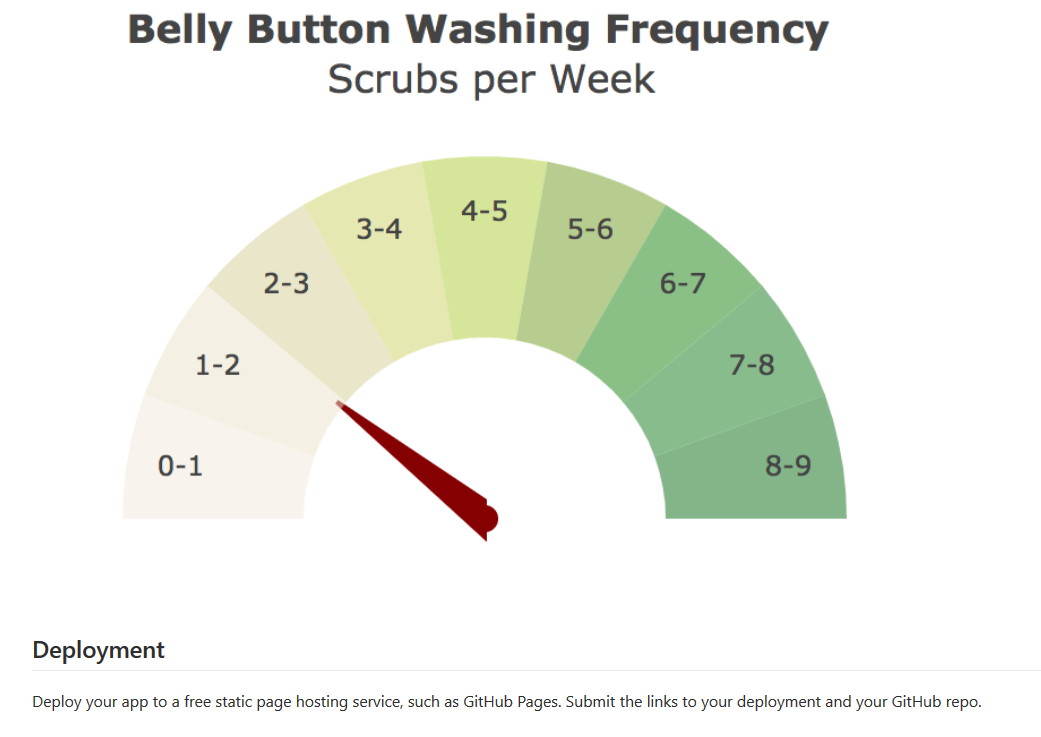 Belly Button Washing Frequency
Scrubs per Week
4-5
3-4
5-6
2-3
6-7
1-2
7-8
0-1
8-9
Deployment
Deploy your app to a free static page hosting service, such as GitHub Pages. Submit the links to your deployment and your GitHub repo.